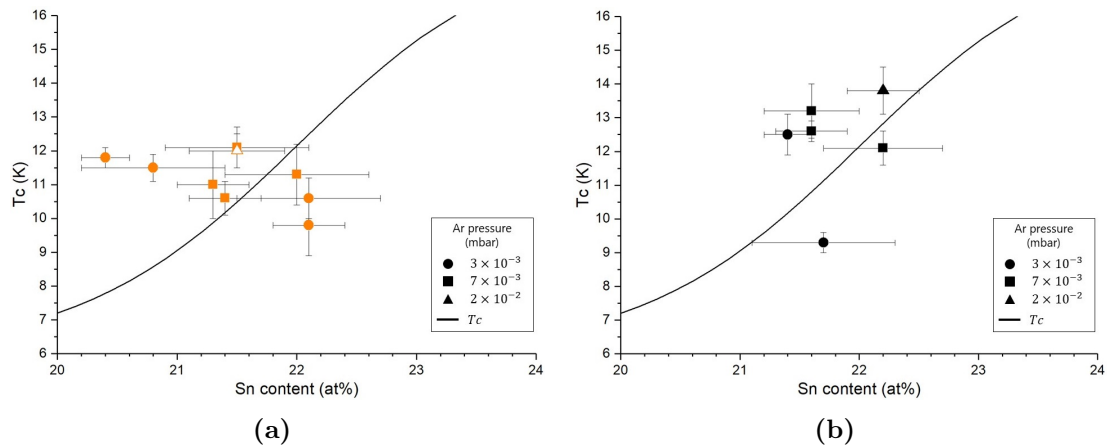 16
15
14
13
12
11
10
9
8
7
6
Tc (K)
20 21 22 23 24
Sn content (at%)
Ar pressure
(mbar)
3 × 10⁻³
7 × 10⁻³
2 × 10⁻²
Tc
(a)
16
15
14
13
12
11
10
9
8
7
6
Tc (K)
20 21 22 23 24
Sn content (at%)
Ar pressure
(mbar)
3 × 10⁻³
7 × 10⁻³
2 × 10⁻²
Tc
(b)